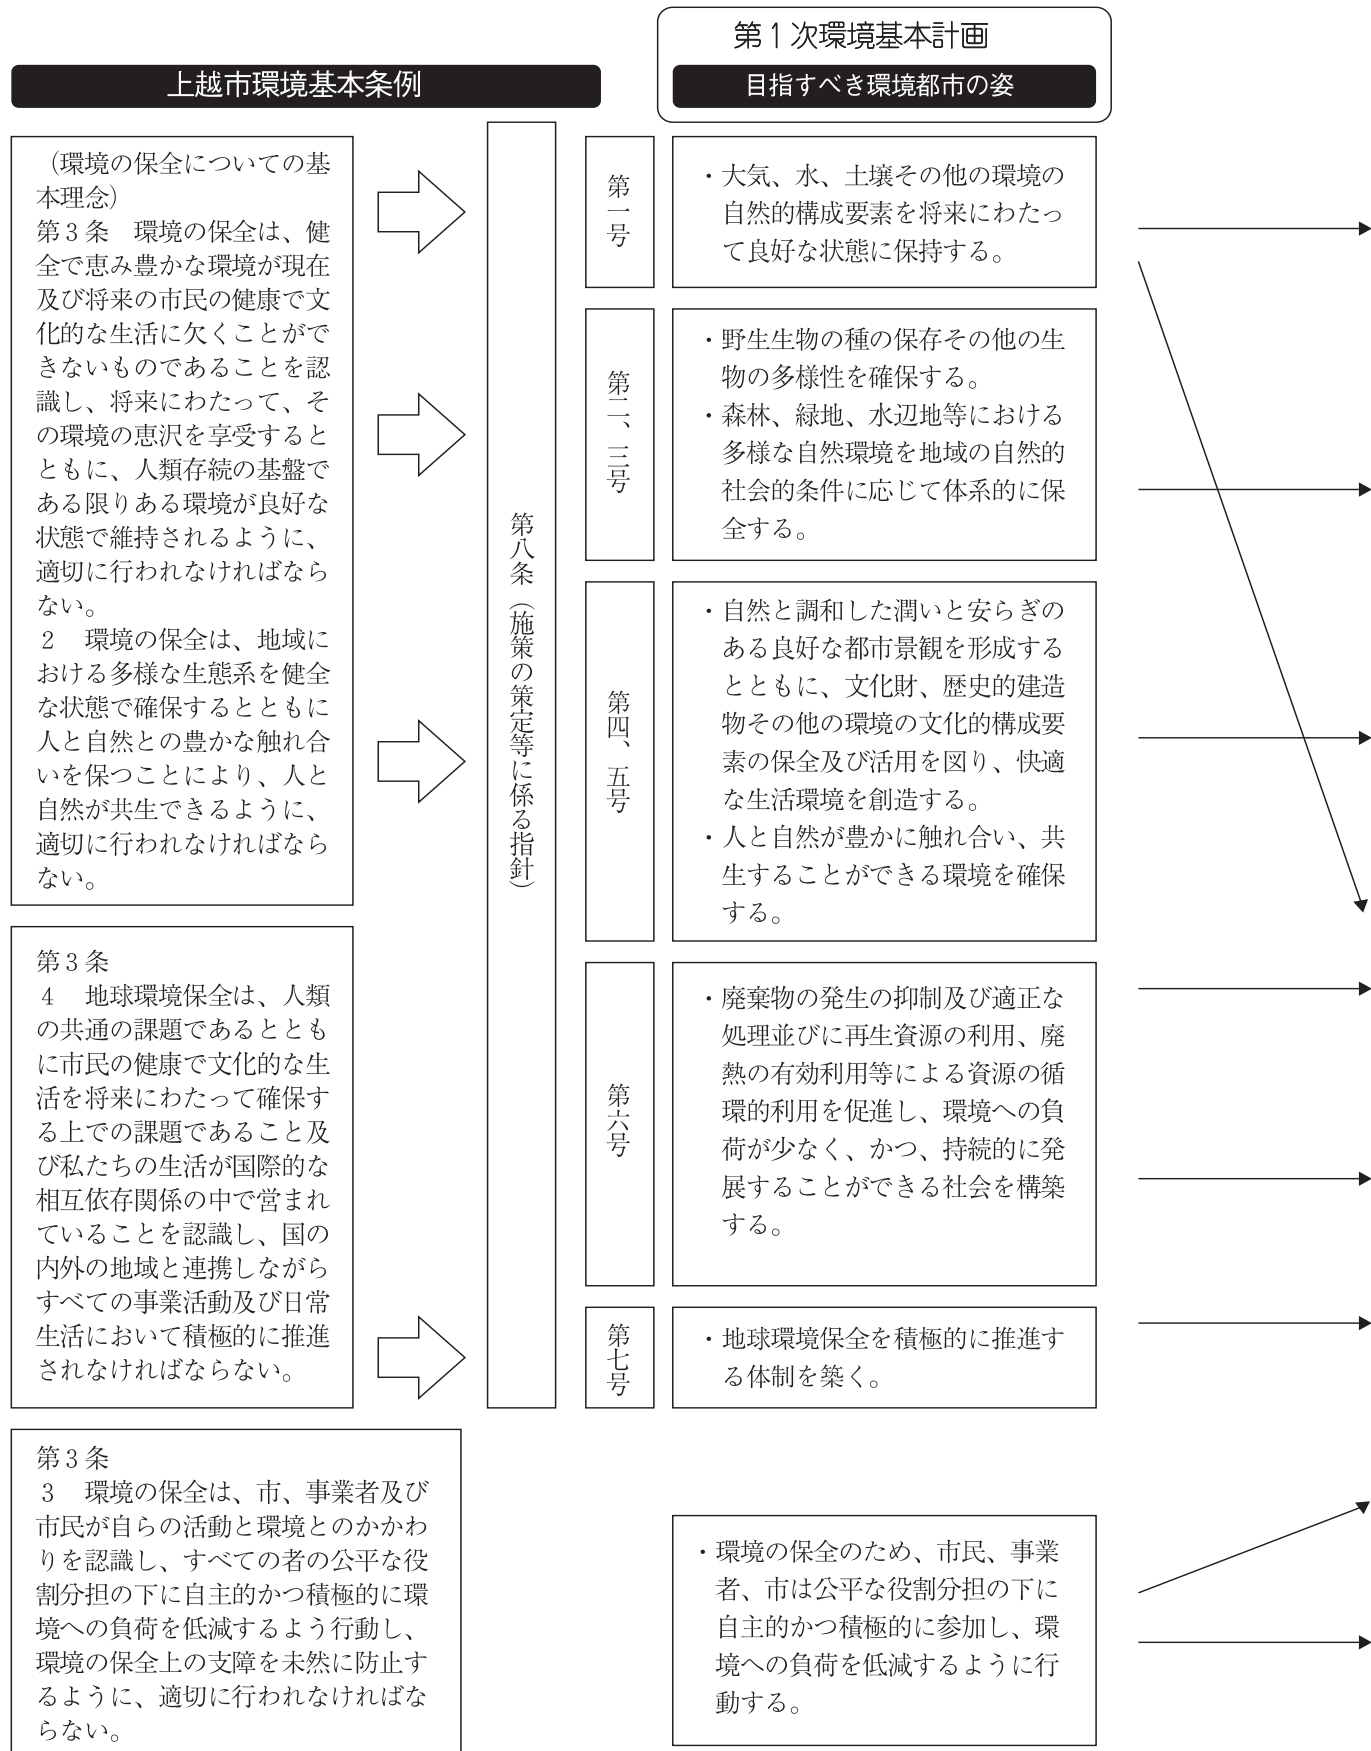 第1次環境基本計画
上越市環境基本条例
目指すべき環境都市の姿
（環境の保全についての基
本理念）
第3条　環境の保全は、健
全で恵み豊かな環境が現在
及び将来の市民の健康で文
化的な生活に欠くことがで
きないものであることを認
識し、将来にわたって、そ
の環境の恵沢を享受すると
ともに、人類存続の基盤で
ある限りある環境が良好な
状態で維持されるように、
適切に行われなければなら
ない。
2　環境の保全は、地域に
おける多様な生態系を健全
な状態で確保するとともに
人と自然との豊かな触れ合
いを保つことにより、人と
自然が共生できるように、
適切に行われなければなら
ない。
第3条
4　地球環境保全は、人類
の共通の課題であるととも
に市民の健康で文化的な生
活を将来にわたって確保す
る上での課題であること及
び私たちの生活が国際的な
相互依存関係の中で営まれ
ていることを認識し、国の
内外の地域と連携しながら
すべての事業活動及び日常
生活において積極的に推進
されなければならない。
第3条
3　環境の保全は、市、事業者及び
市民が自らの活動と環境とのかかわ
りを認識し、すべての者の公平な役
割分担の下に自主的かつ積極的に環
境への負荷を低減するよう行動し、
環境の保全上の支障を未然に防止す
るように、適切に行われなければな
らない。
第八条（施策の策定等に係る指針）
第一号
・大気、水、土壌その他の環境の
自然的構成要素を将来にわたっ
て良好な状態に保持する。
第二、三号
・野生生物の種の保存その他の生
物の多様性を確保する。
・森林、緑地、水辺地等における
多様な自然環境を地域の自然的
社会的条件に応じて体系的に保
全する。
第四、五号
・自然と調和した潤いと安らぎの
ある良好な都市景観を形成する
とともに、文化財、歴史的建造
物その他の環境の文化的構成要
素の保全及び活用を図り、快適
な生活環境を創造する。
・人と自然が豊かに触れ合い、共
生することができる環境を確保
する。
第六号
・廃棄物の発生の抑制及び適正な
処理並びに再生資源の利用、廃
熱の有効利用等による資源の循
環的利用を促進し、環境への負
荷が少なく、かつ、持続的に発
展することができる社会を構築
する。
第七号
・地球環境保全を積極的に推進す
る体制を築く。
・環境の保全のため、市民、事業
者、市は公平な役割分担の下に
自主的かつ積極的に参加し、環
境への負荷を低減するように行
動する。